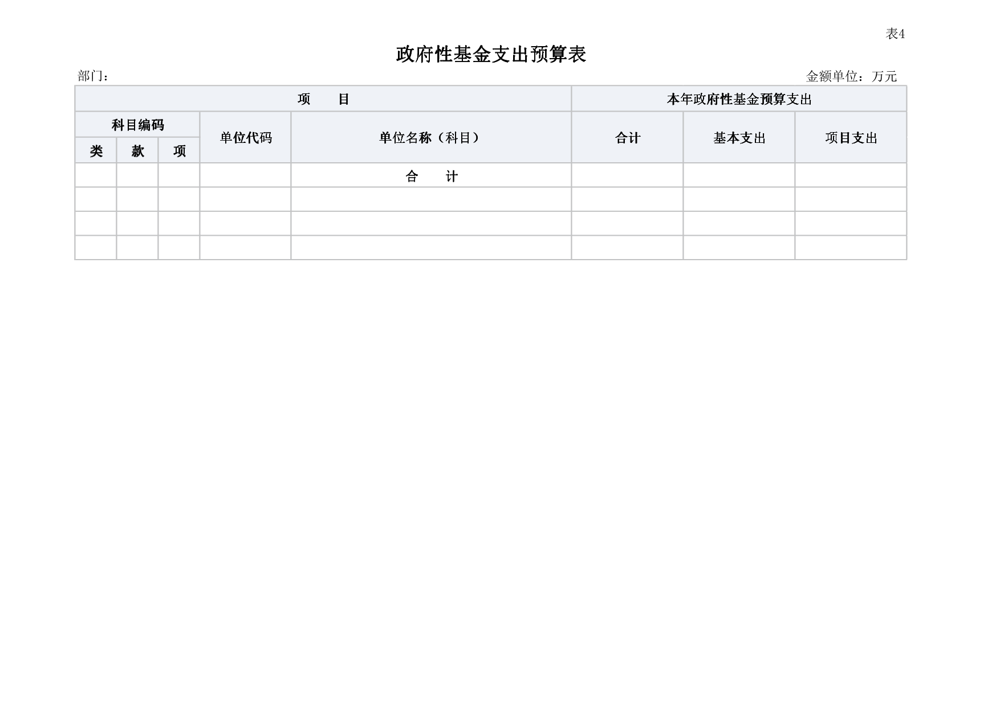 表4
政府性基金支出预算表
部门： 金额单位：万元
项　　目 本年政府性基金预算支出
科目编码 单位代码 单位名称（科目） 合计 基本支出 项目支出
类 款 项
合　　计